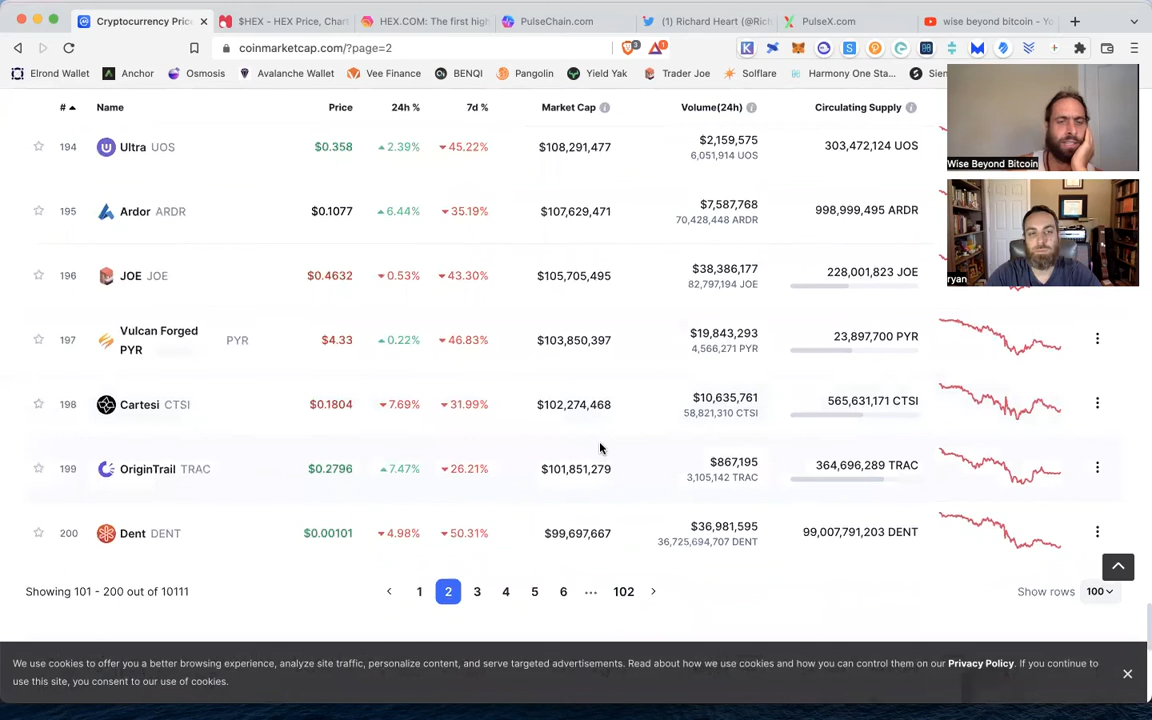 Cryptocurrency Pric
$HEX - HEX Price, Chart
HEX.COM: The first hig
PulseChain.com
(1) Richard Heart (@Ric
PulseX.com
wise beyond bitcoin - Yo
coinmarketcap.com/?page=2
3
1
Elrond Wallet
Anchor
Osmosis
Avalanche Wallet
Vee Finance
BENQI
Pangolin
Yield Yak
Trader Joe
Solflare
Harmony One Sta...
Sien
# Name Price 24h % 7d % Market Cap Volume(24h) Circulating Supply
194 Ultra UOS $0.358 2.39% 45.22% $108,291,477 $2,159,575 303,472,124 UOS
6,051,914 UOS
195 Ardor ARDR $0.1077 6.44% 35.19% $107,629,471 $7,587,768 998,999,495 ARDR
70,428,448 ARDR
196 JOE JOE $0.4632 0.53% 43.30% $105,705,495 $38,386,177 228,001,823 JOE
82,797,194 JOE
197 Vulcan Forged PYR $4.33 0.22% 46.83% $103,850,397 $19,843,293 23,897,700 PYR
PYR 4,566,271 PYR
198 Cartesi CTSI $0.1804 7.69% 31.99% $102,274,468 $10,635,761 565,631,171 CTSI
58,821,310 CTSI
199 OriginTrail TRAC $0.2796 7.47% 26.21% $101,851,279 $867,195 364,696,289 TRAC
3,105,142 TRAC
200 Dent DENT $0.00101 4.98% 50.31% $99,697,667 $36,981,595 99,007,791,203 DENT
36,725,694,707 DENT
Wise Beyond Bitcoin
ryan
Showing 101 - 200 out of 10111
1 2 3 4 5 6 ... 102
Show rows 100
We use cookies to offer you a better browsing experience, analyze site traffic, personalize content, and serve targeted advertisements. Read about how we use cookies and how you can control them on our Privacy Policy. If you continue to
use this site, you consent to our use of cookies.